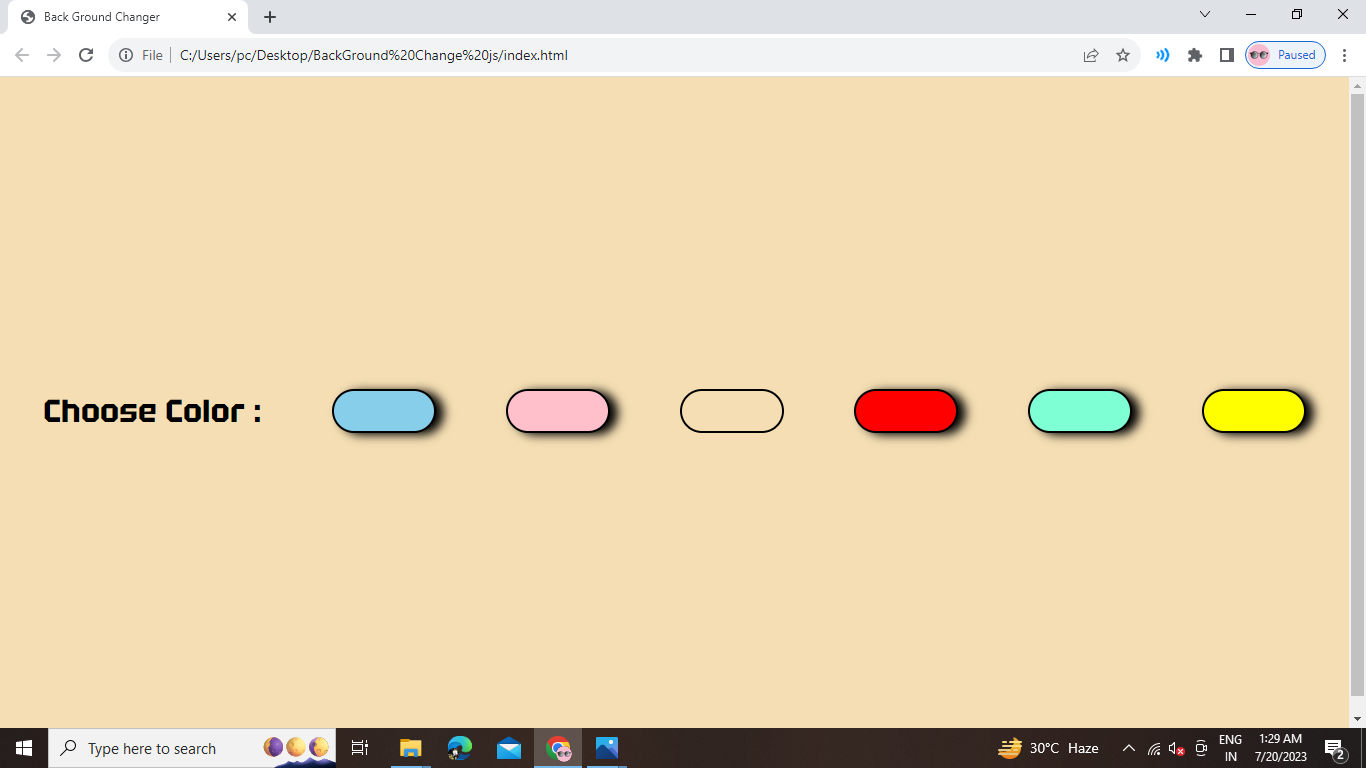 Back Ground Changer
File C:/Users/pc/Desktop/BackGround%20Change%20js/index.html
Paused
Choose Color :
Type here to search
30°C Haze
ENG
IN
1:29 AM
7/20/2023
2